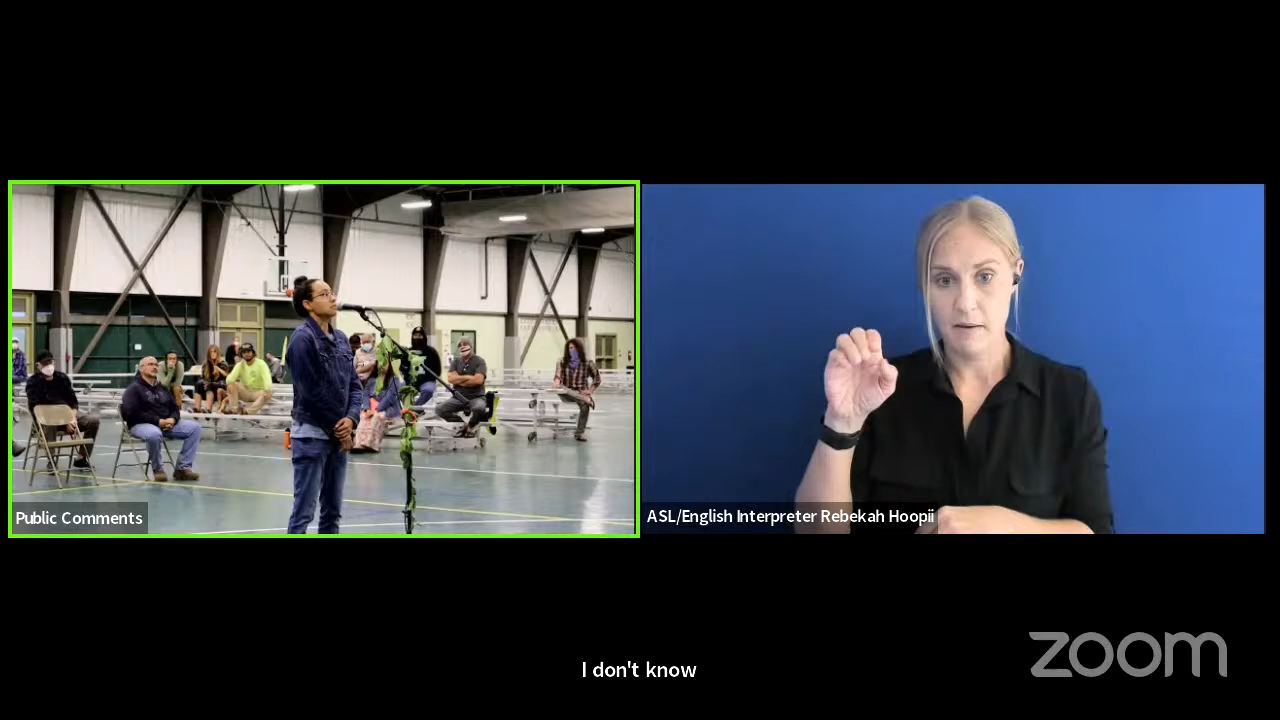 Public Comments
ASL/English Interpreter Rebekah Hoopii
I don't know
zoom